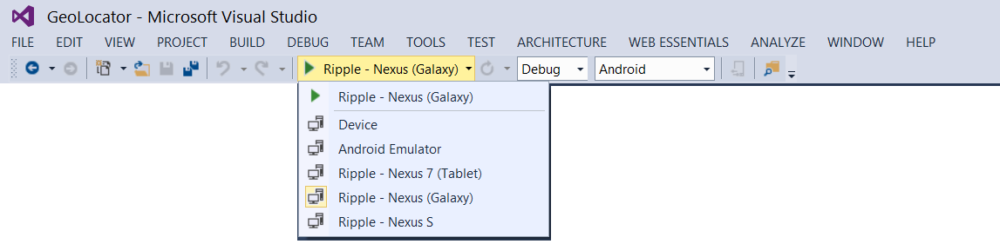 GeoLocator - Microsoft Visual Studio
FILE EDIT VIEW PROJECT BUILD DEBUG TEAM TOOLS TEST ARCHITECTURE WEB ESSENTIALS ANALYZE WINDOW HELP
Ripple - Nexus (Galaxy) Debug Android
Ripple - Nexus (Galaxy)
Device
Android Emulator
Ripple - Nexus 7 (Tablet)
Ripple - Nexus (Galaxy)
Ripple - Nexus S